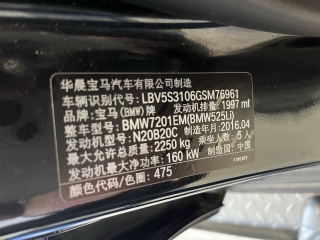 华晨宝马汽车有限公司制造
车辆识别代号：LBV5S3106GSM76961
品牌：宝马(BMW)牌 发动机排量：1997 ml
车型：BMW7201EM(BMW525Li)
发动机型号：N20B20C 制造年月：2016.04
最大允许总质量：2250 kg 乘坐人数：5 人
发动机最大净功率：160 kW 制造国：中国
颜色代码/色圈：475